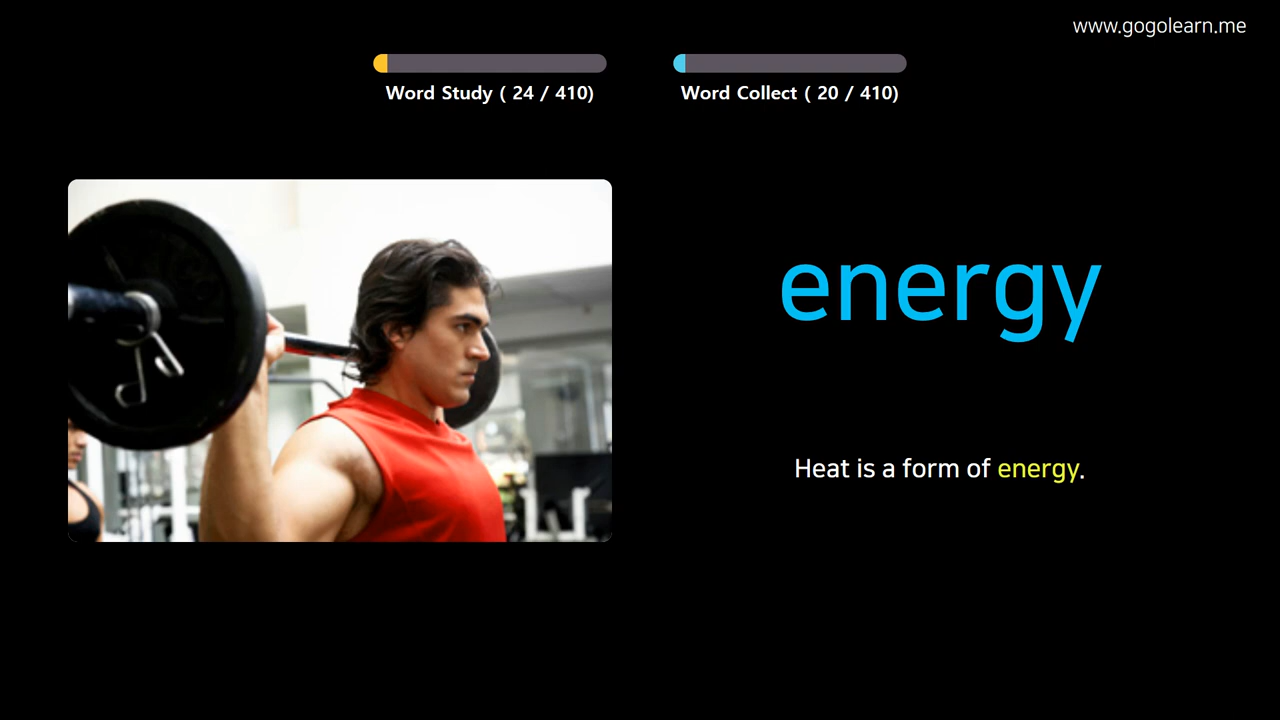 www.gogolearn.me
Word Study ( 24 / 410)
Word Collect ( 20 / 410)
energy
Heat is a form of energy.